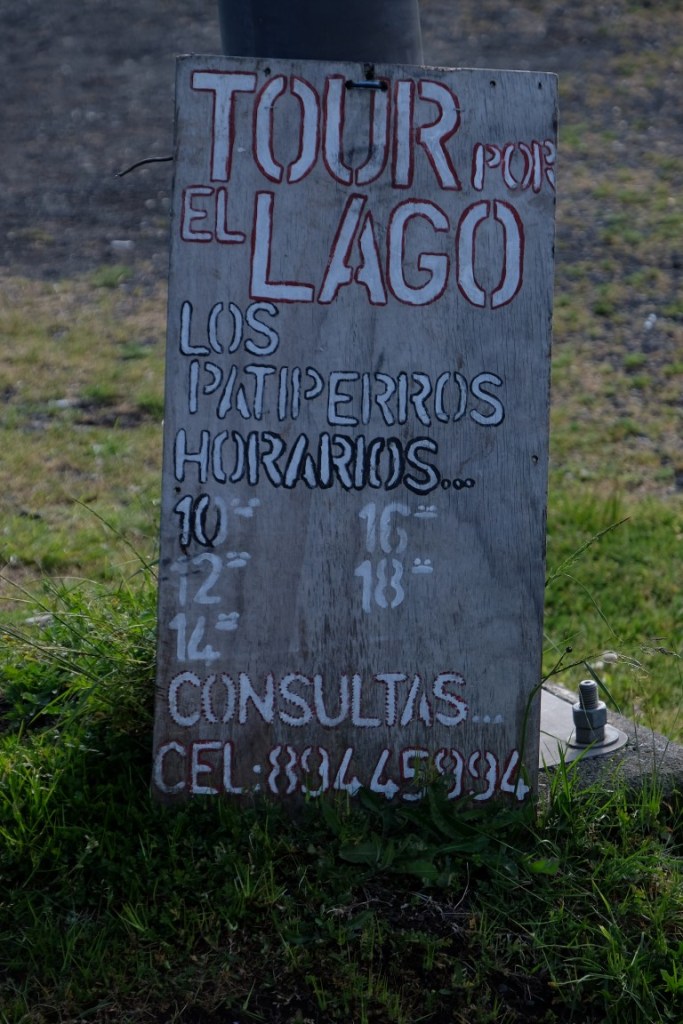 TOUR POR
EL LAGO
LOS
PATIPERROS
HORARIOS...
10 16
12 18
14
CONSULTAS...
CEL:89445994